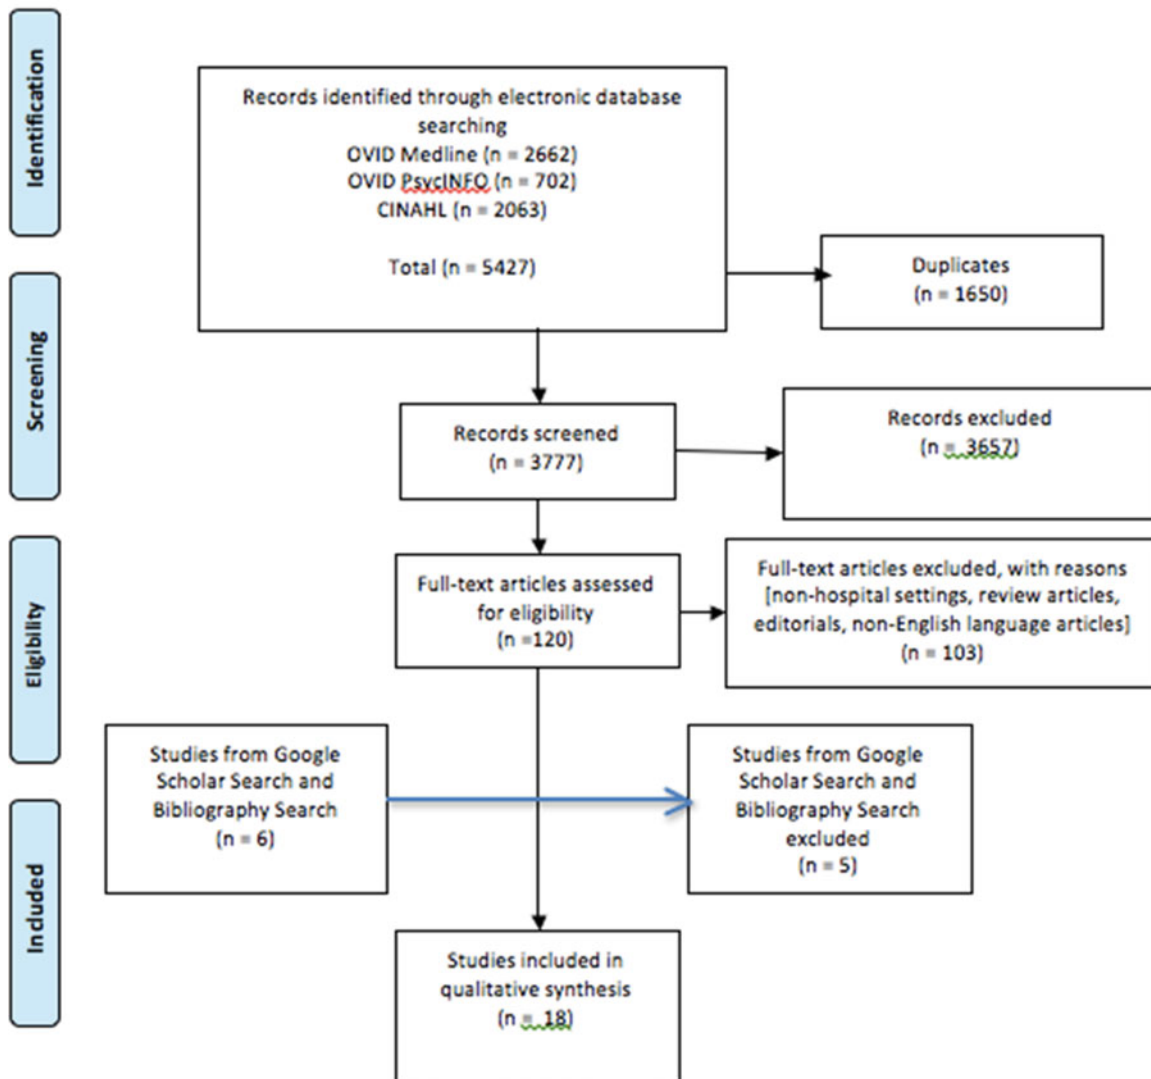 Identification
Records identified through electronic database
searching
OVID Medline (n = 2662)
OVID PsycINFO (n = 702)
CINAHL (n = 2063)
Total (n = 5427)
Duplicates
(n = 1650)
Screening
Records screened
(n = 3777)
Records excluded
(n = 3657)
Eligibility
Full-text articles assessed
for eligibility
(n =120)
Full-text articles excluded, with reasons
[non-hospital settings, review articles,
editorials, non-English language articles]
(n = 103)
Studies from Google
Scholar Search and
Bibliography Search
(n = 6)
Studies from Google
Scholar Search and
Bibliography Search
excluded
(n = 5)
Included
Studies included in
qualitative synthesis
(n = 18)